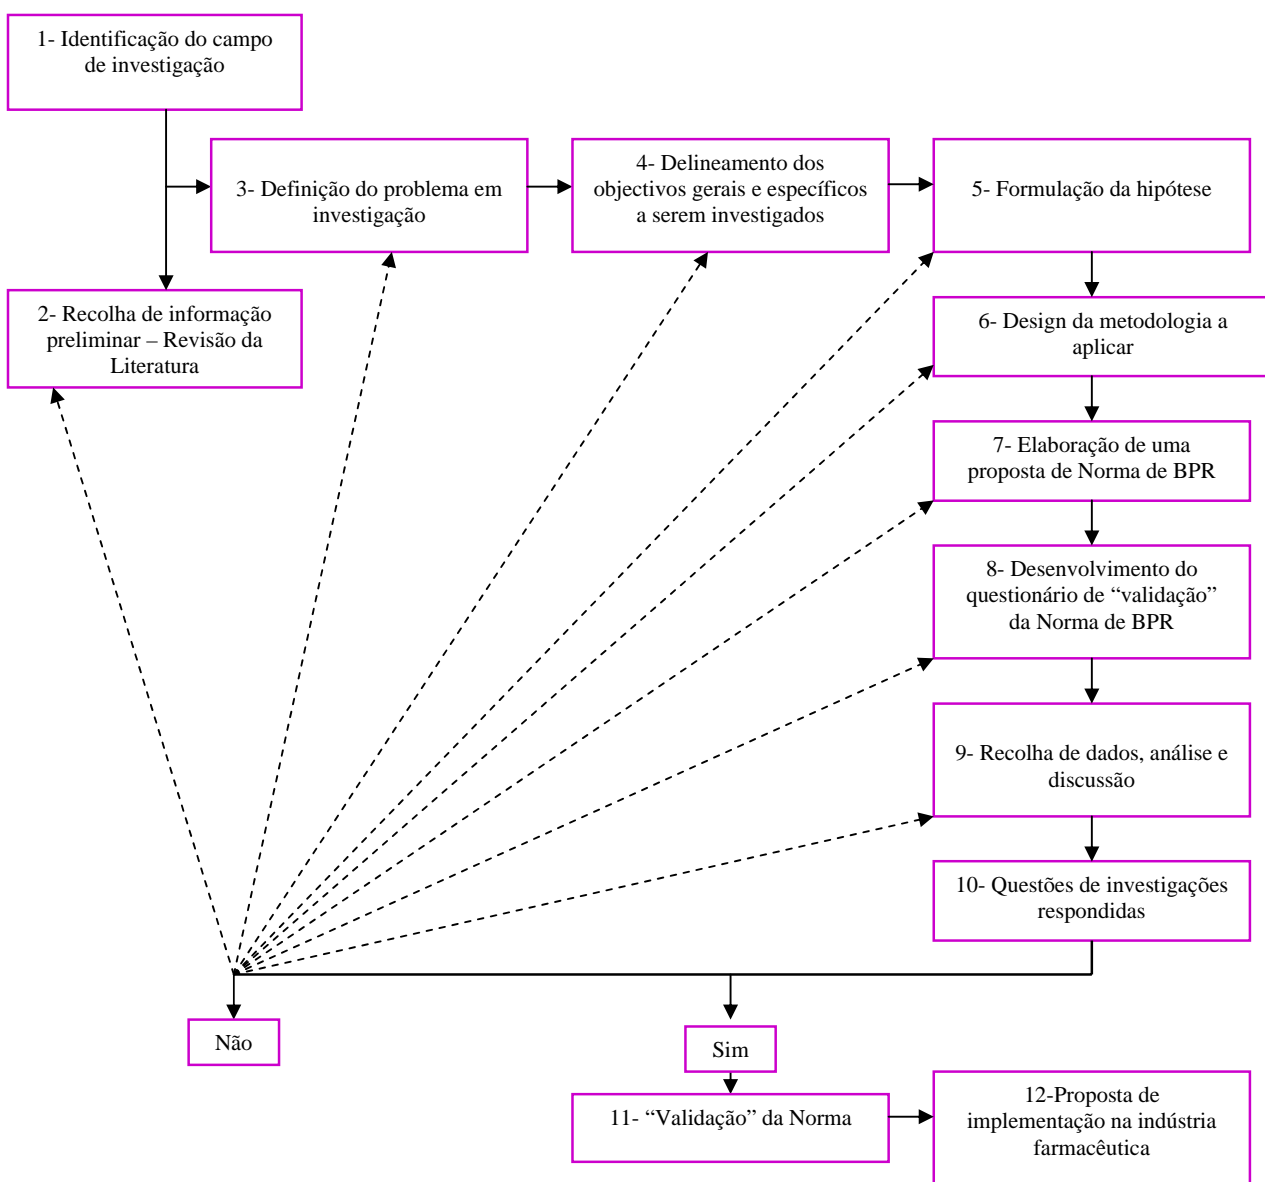 1- Identificação do campo
de investigação
3- Definição do problema em
investigação
4- Delineamento dos
objectivos gerais e específicos
a serem investigados
5- Formulação da hipótese
2- Recolha de informação
preliminar – Revisão da
Literatura
6- Design da metodologia a
aplicar
7- Elaboração de uma
proposta de Norma de BPR
8- Desenvolvimento do
questionário de “validação”
da Norma de BPR
9- Recolha de dados, análise e
discussão
10- Questões de investigações
respondidas
Não
Sim
11- “Validação” da Norma
12-Proposta de
implementação na indústria
farmacêutica